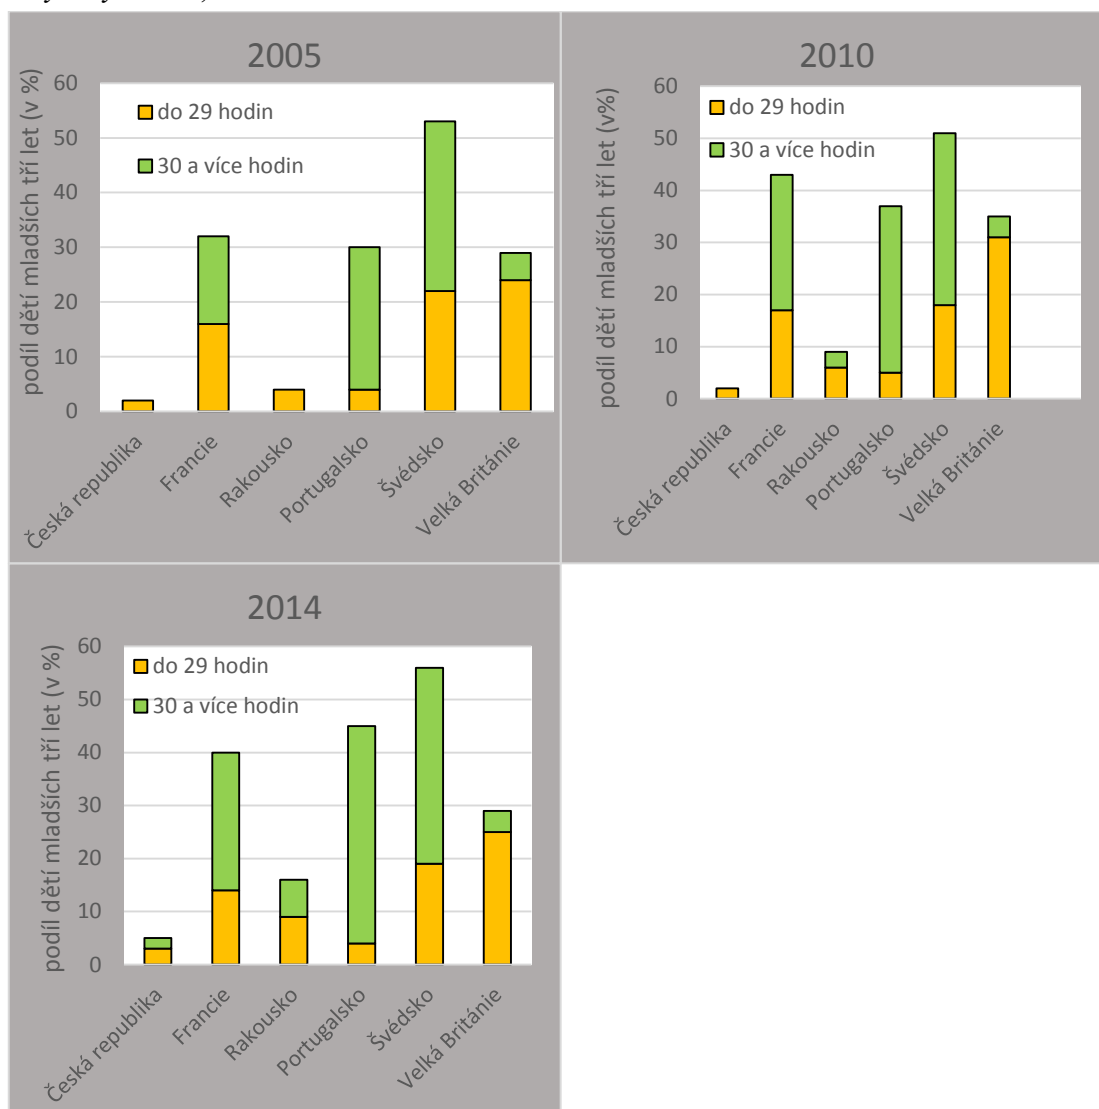 2005
podíl dětí mladších tří let (v %)
60
50
40
30
20
10
0
do 29 hodin
30 a více hodin
Česká republika
Francie
Rakousko
Portugalsko
Švédsko
Velká Británie
2010
podíl dětí mladších tří let (v%)
60
50
40
30
20
10
0
do 29 hodin
30 a více hodin
Česká republika
Francie
Rakousko
Portugalsko
Švédsko
Velká Británie
2014
podíl dětí mladších tří let (v %)
60
50
40
30
20
10
0
do 29 hodin
30 a více hodin
Česká republika
Francie
Rakousko
Portugalsko
Švédsko
Velká Británie